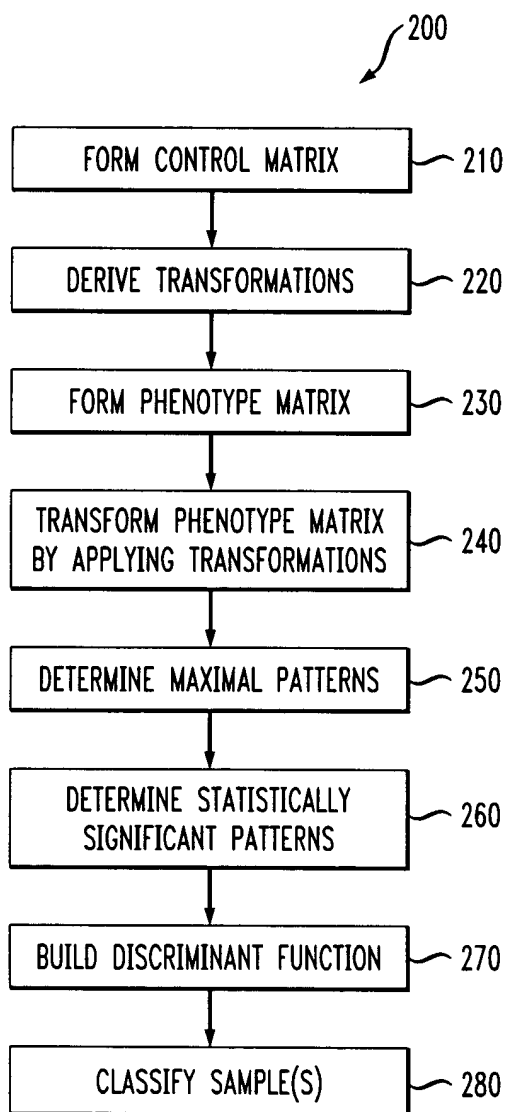 200
FORM CONTROL MATRIX
210
DERIVE TRANSFORMATIONS
220
FORM PHENOTYPE MATRIX
230
TRANSFORM PHENOTYPE MATRIX
BY APPLYING TRANSFORMATIONS
240
DETERMINE MAXIMAL PATTERNS
250
DETERMINE STATISTICALLY
SIGNIFICANT PATTERNS
260
BUILD DISCRIMINANT FUNCTION
270
CLASSIFY SAMPLE(S)
280